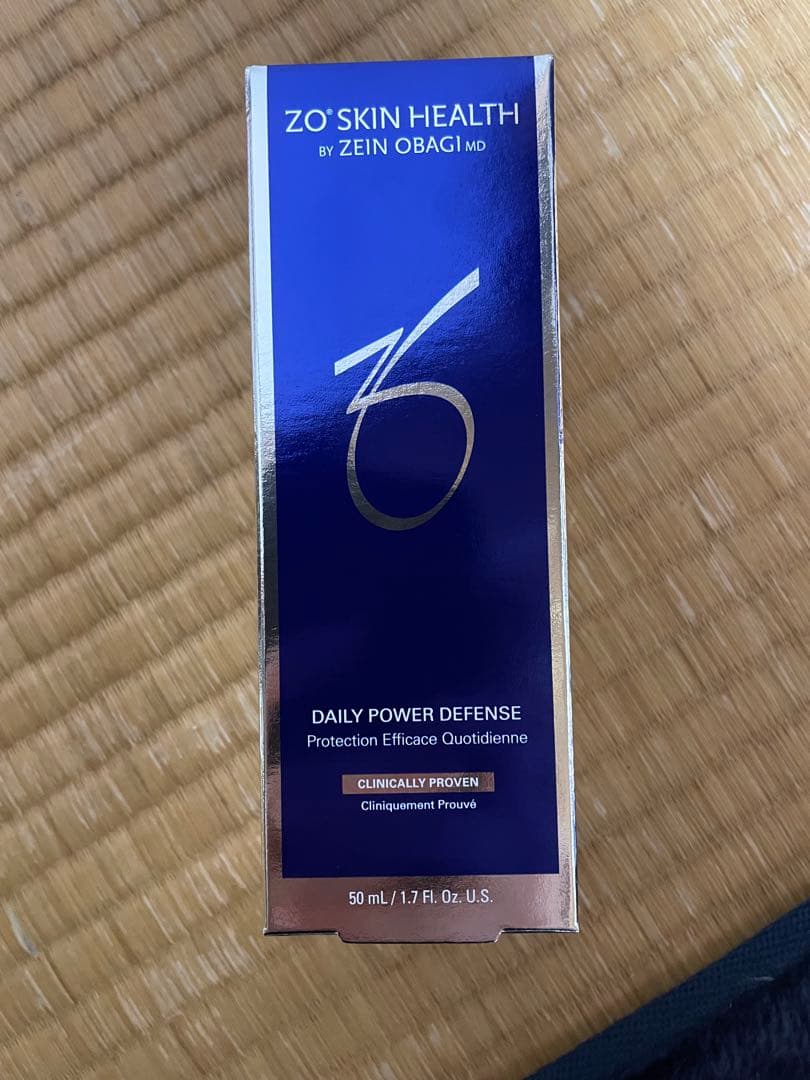 ZO® SKIN HEALTH
BY ZEIN OBAGI MD
DAILY POWER DEFENSE
Protection Efficace Quotidienne
CLINICALLY PROVEN
Cliniquement Prouvé
50 mL / 1.7 Fl. Oz. U.S.